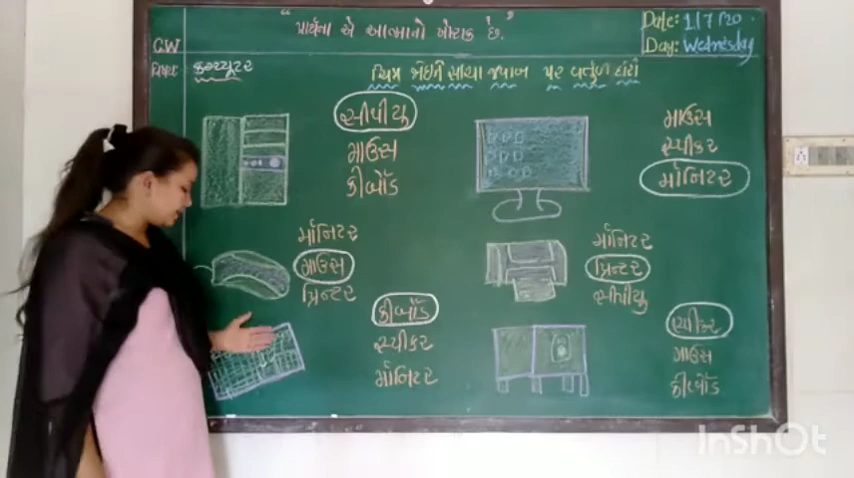 “ પ્રાર્થના એ આત્માનો ખોરાક છે. ”
Date: 1/7/20
Day: Wednesday
C.W
વિષય: કમ્પ્યૂટર
ચિત્ર જોઈને સાચા જવાબ પર વર્તુળ દોરો
સીપીયુ
માઉસ
કીબોર્ડ
માઉસ
સ્પીકર
મોનિટર
મોનિટર
માઉસ
પ્રિન્ટર
મોનિટર
પ્રિન્ટર
સીપીયુ
કીબોર્ડ
સ્પીકર
મોનિટર
સ્પીકર
માઉસ
કીબોર્ડ
InShOt